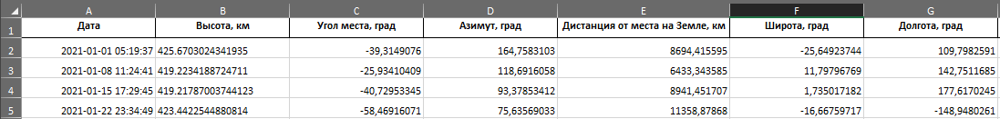 A B C D E F G
1 Дата Высота, км Угол места, град Азимут, град Дистанция от места на Земле, км Широта, град Долгота, град
2 2021-01-01 05:19:37 425.6703024341935 -39,3149076 164,7583103 8694,415595 -25,64923744 109,7982591
3 2021-01-08 11:24:41 419.2234188724711 -25,93410409 118,6916058 6433,343585 11,79796769 142,7511685
4 2021-01-15 17:29:45 419.21787003744123 -40,72953345 93,37853412 8941,451707 1,735017182 177,6170245
5 2021-01-22 23:34:49 423.4422544880814 -58,46916071 75,63569033 11358,87868 -16,66759717 -148,9480261